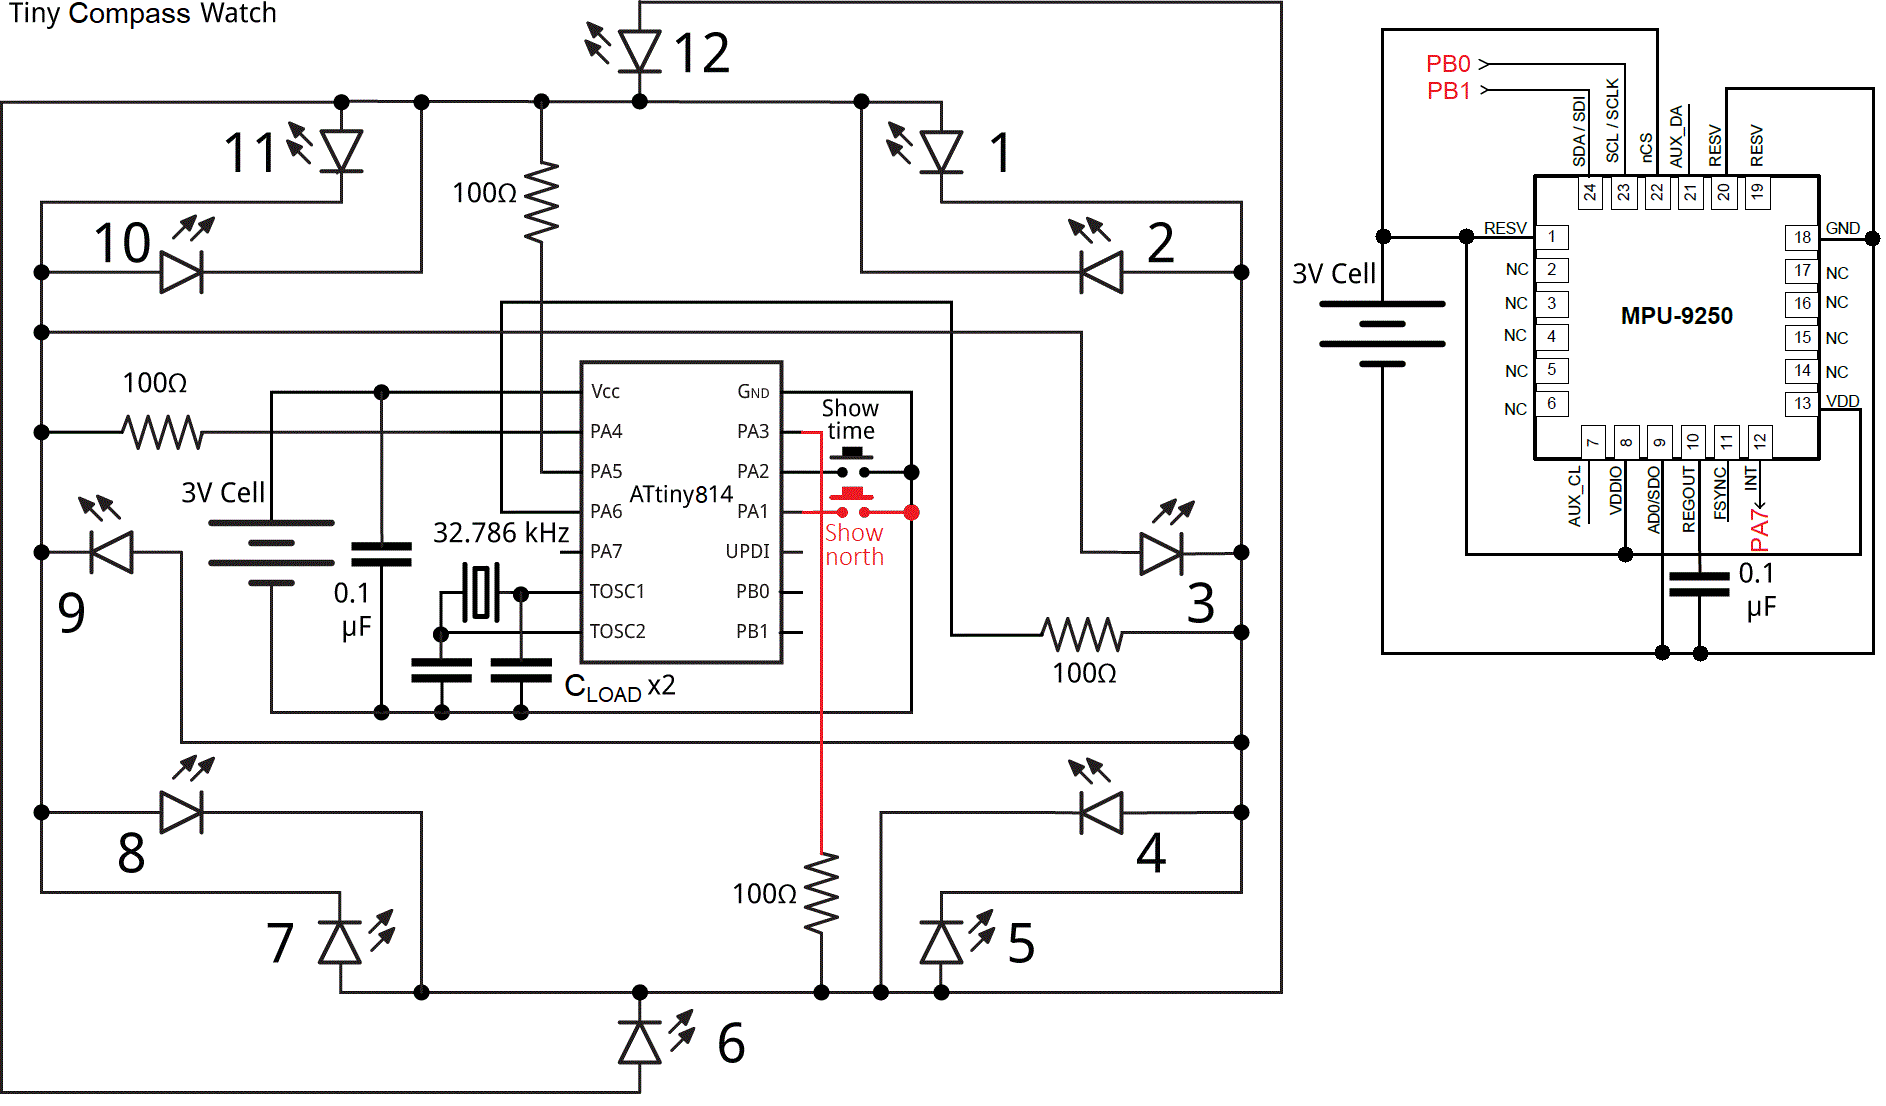 Tiny Compass Watch
12
11
1
100Ω
10
2
100Ω
3V Cell
32.786 kHz
0.1
µF
9
Vcc
PA4
PA5
PA6
PA7
TOSC1
TOSC2
ATtiny814
GND
PA3
PA2
PA1
UPDI
PB0
PB1
Show
time
Show
north
CLOAD x2
3
100Ω
8
4
7
100Ω
5
6
PB0
PB1
SDA / SDI
SCL / SCLK
nCS
AUX_DA
RESV
RESV
24
23
22
21
20
19
RESV
1
NC
2
NC
3
NC
4
NC
5
NC
6
3V Cell
MPU-9250
18
GND
17
NC
16
NC
15
NC
14
NC
13
VDD
7
8
9
10
11
12
AUX_CL
VDDIO
AD0/SDO
REGOUT
FSYNC
INT
PA7
0.1
µF